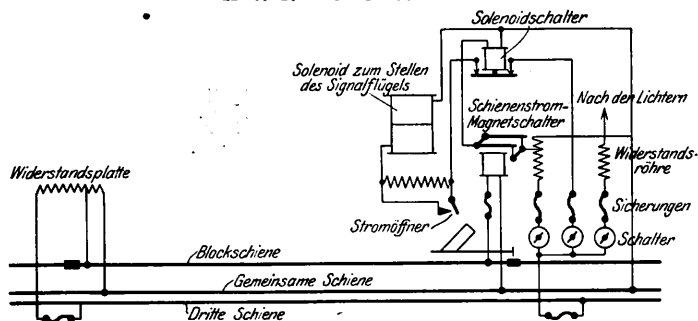 Solenoidschalter
Solenoid zum Stellen
des Signalflügels
Nach den Lichtern
Schienenstrom-
Magnetschalter
Widerstandsplatte
Widerstands-
röhre
Sicherungen
Stromöffner
Schalter
Blockschiene
Gemeinsame Schiene
Dritte Schiene